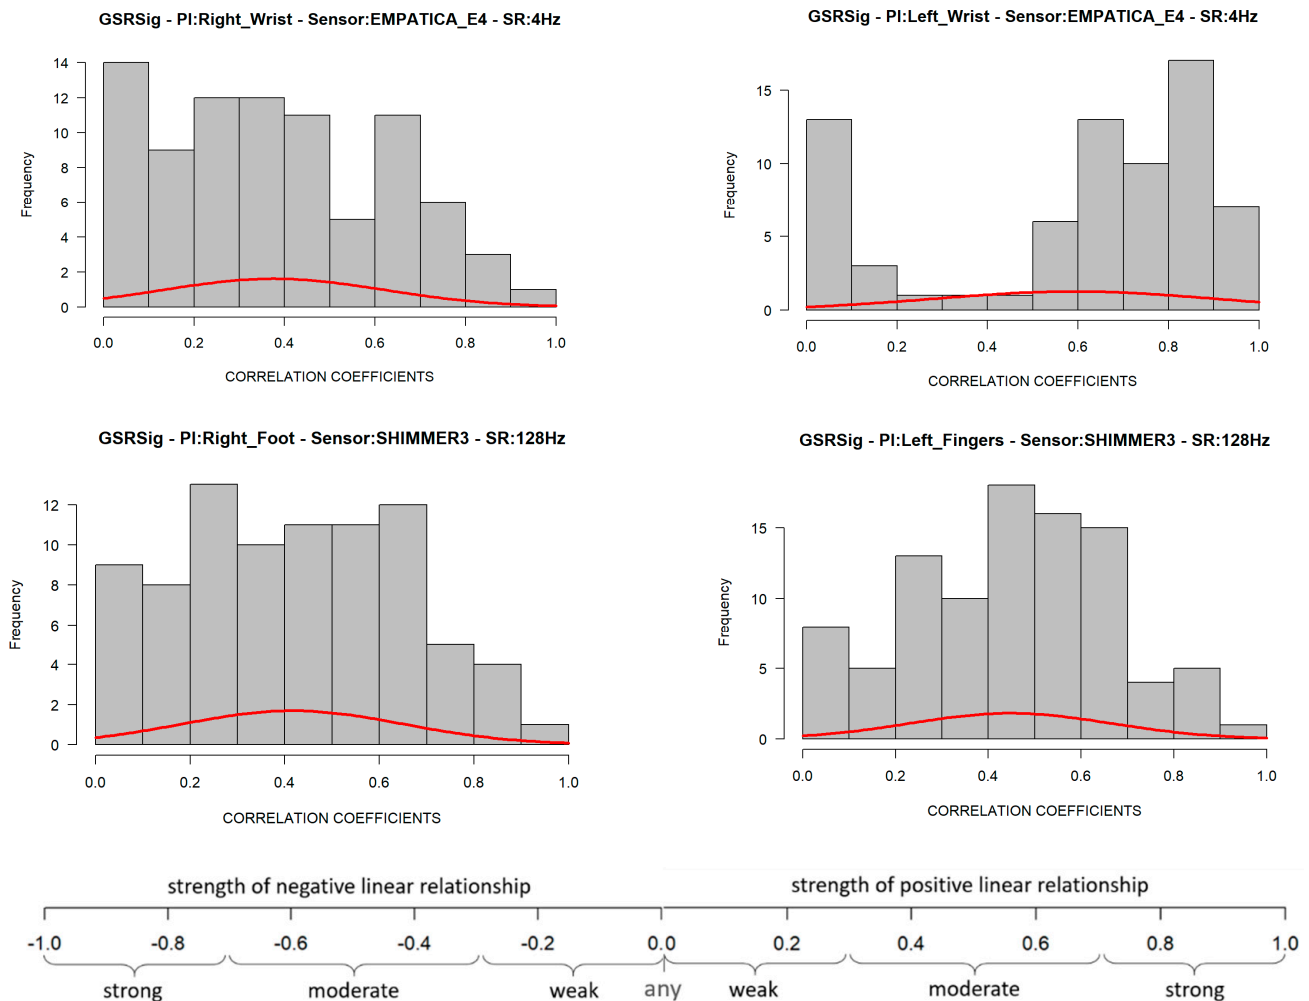 GSRSig - PI:Right_Wrist - Sensor:EMPATICA_E4 - SR:4Hz
Frequency
14
12
10
8
6
4
2
0
0.0 0.2 0.4 0.6 0.8 1.0
CORRELATION COEFFICIENTS
GSRSig - PI:Left_Wrist - Sensor:EMPATICA_E4 - SR:4Hz
Frequency
15
10
5
0
0.0 0.2 0.4 0.6 0.8 1.0
CORRELATION COEFFICIENTS
GSRSig - PI:Right_Foot - Sensor:SHIMMER3 - SR:128Hz
Frequency
12
10
8
6
4
2
0
0.0 0.2 0.4 0.6 0.8 1.0
CORRELATION COEFFICIENTS
GSRSig - PI:Left_Fingers - Sensor:SHIMMER3 - SR:128Hz
Frequency
15
10
5
0
0.0 0.2 0.4 0.6 0.8 1.0
CORRELATION COEFFICIENTS
strength of negative linear relationship strength of positive linear relationship
-1.0 -0.8 -0.6 -0.4 -0.2 0.0 0.2 0.4 0.6 0.8 1.0
strong moderate weak any weak moderate strong